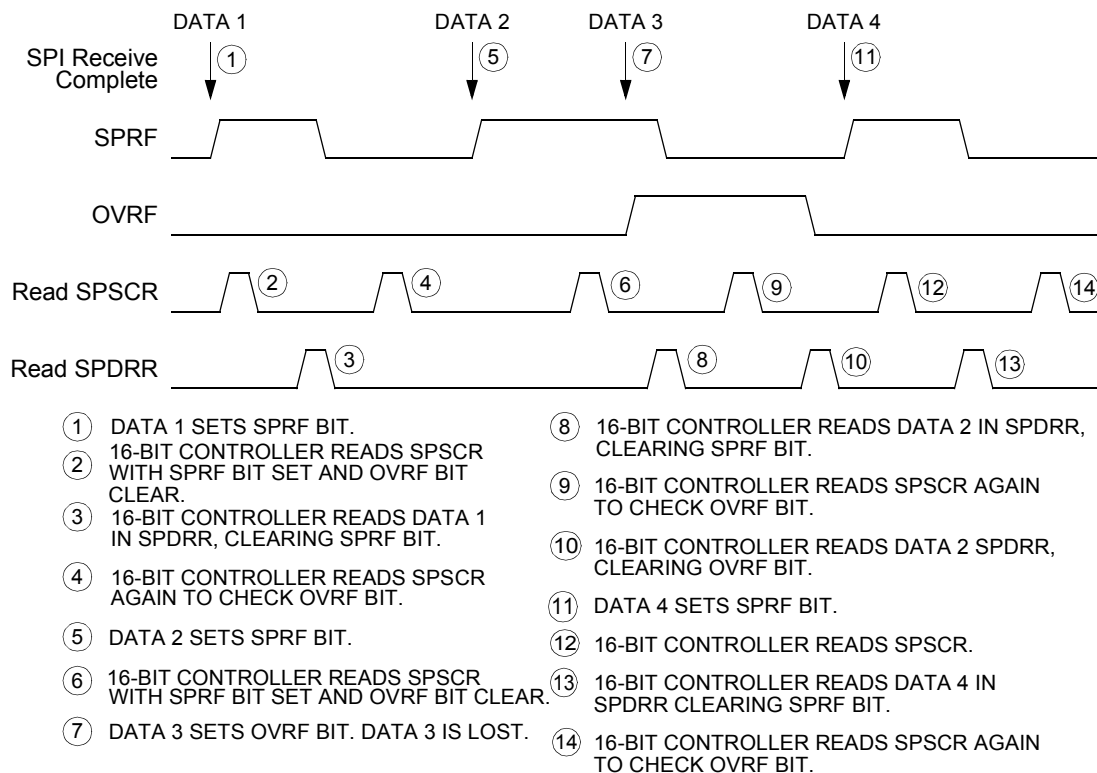 DATA 1
DATA 2
DATA 3
DATA 4
SPI Receive
Complete
1
5
7
11
SPRF
OVRF
Read SPSCR
2
4
6
9
12
14
Read SPDRR
3
8
10
13
1 DATA 1 SETS SPRF BIT.
2 16-BIT CONTROLLER READS SPSCR
WITH SPRF BIT SET AND OVRF BIT
CLEAR.
3 16-BIT CONTROLLER READS DATA 1
IN SPDRR, CLEARING SPRF BIT.
4 16-BIT CONTROLLER READS SPSCR
AGAIN TO CHECK OVRF BIT.
5 DATA 2 SETS SPRF BIT.
6 16-BIT CONTROLLER READS SPSCR
WITH SPRF BIT SET AND OVRF BIT CLEAR.
7 DATA 3 SETS OVRF BIT. DATA 3 IS LOST.
8 16-BIT CONTROLLER READS DATA 2 IN SPDRR,
CLEARING SPRF BIT.
9 16-BIT CONTROLLER READS SPSCR AGAIN
TO CHECK OVRF BIT.
10 16-BIT CONTROLLER READS DATA 2 SPDRR,
CLEARING OVRF BIT.
11 DATA 4 SETS SPRF BIT.
12 16-BIT CONTROLLER READS SPSCR.
13 16-BIT CONTROLLER READS DATA 4 IN
SPDRR CLEARING SPRF BIT.
14 16-BIT CONTROLLER READS SPSCR AGAIN
TO CHECK OVRF BIT.